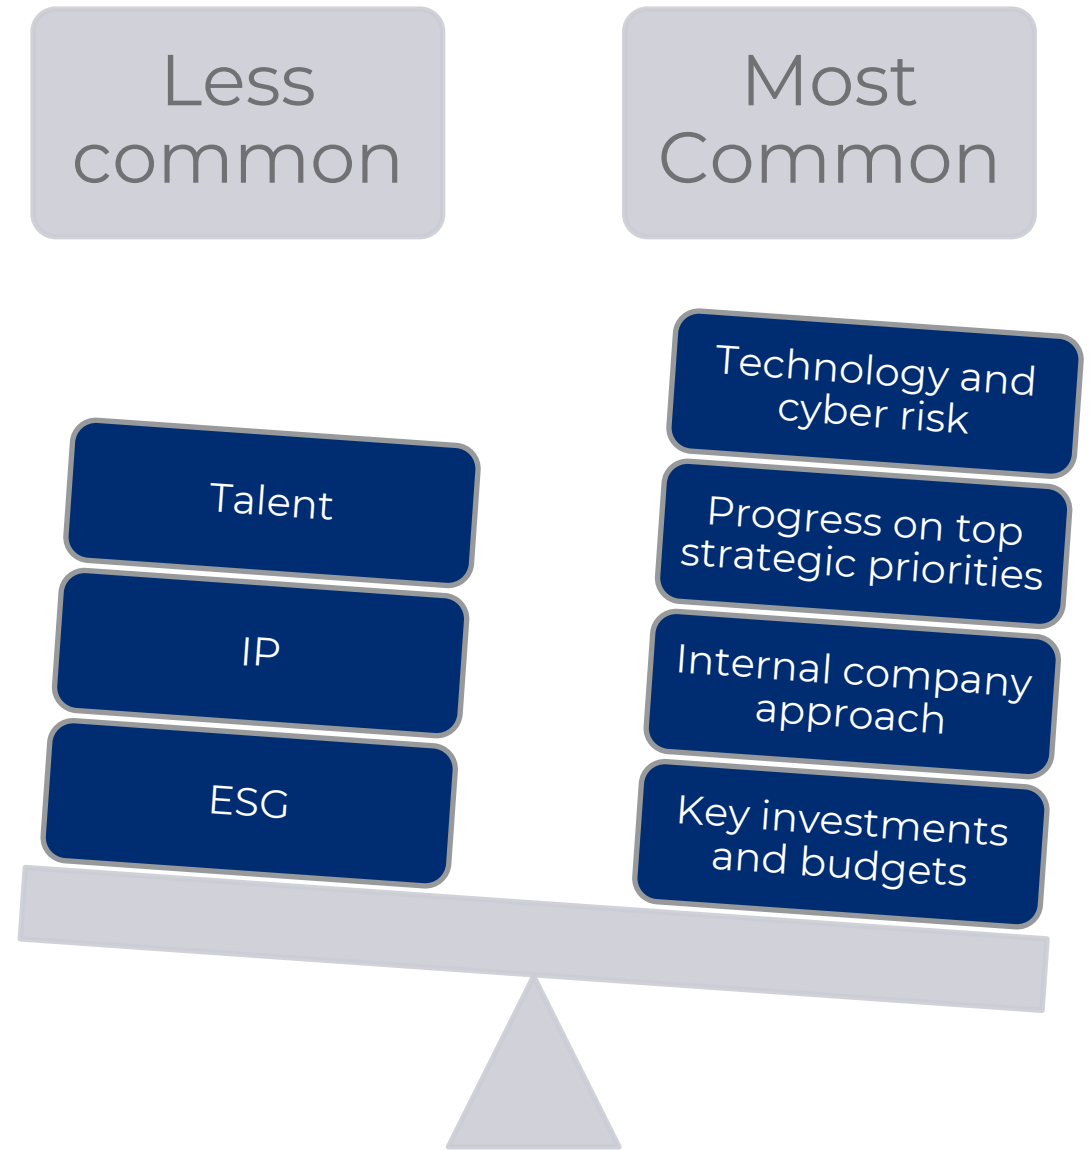 Less
common
Most
Common
Talent
IP
ESG
Technology and
cyber risk
Progress on top
strategic priorities
Internal company
approach
Key investments
and budgets